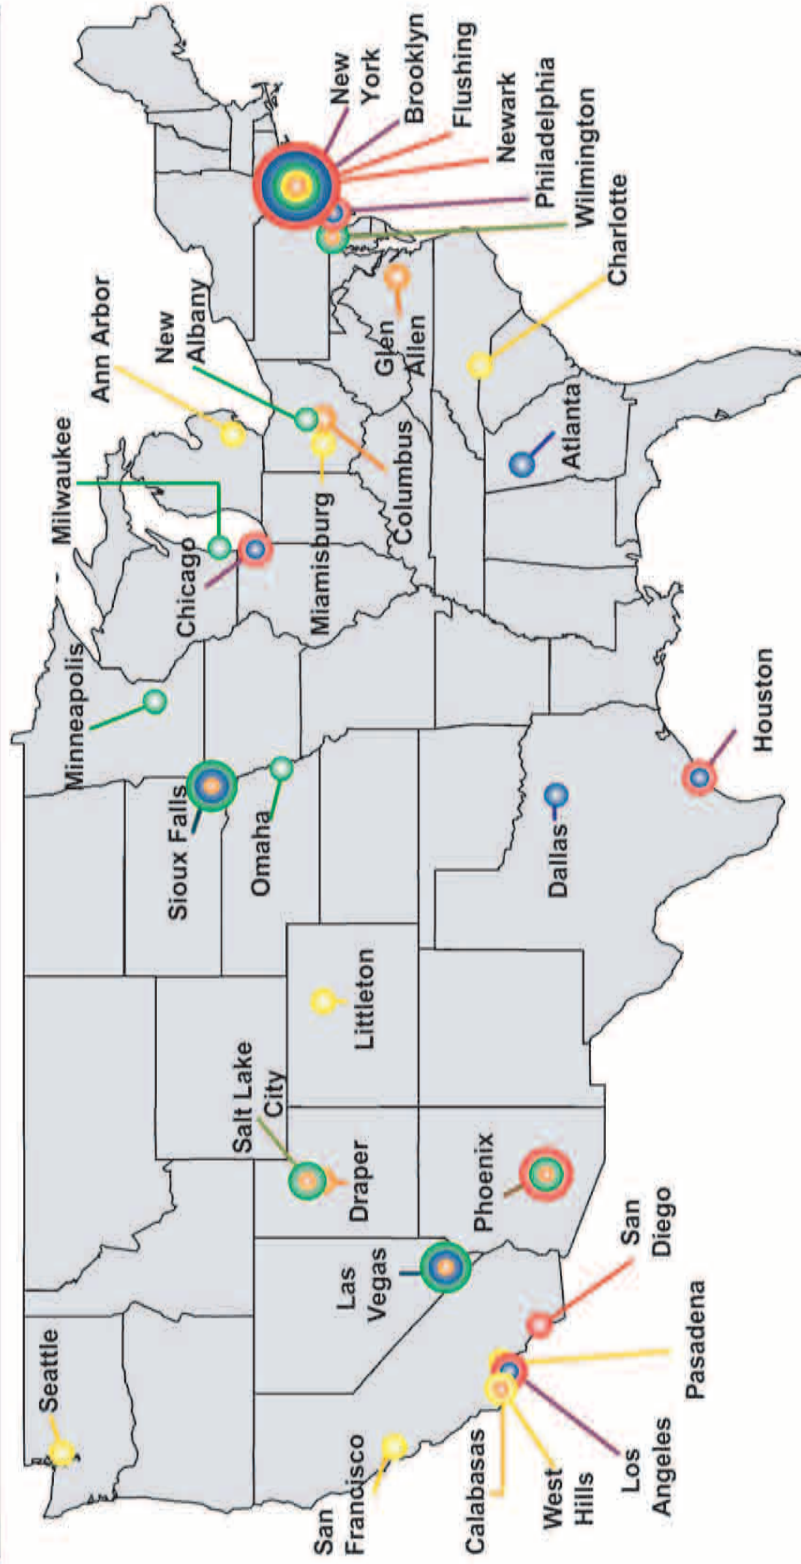 Seattle
San
Francisco
Calabasas
West
Hills
Los
Angeles
Pasadena
San
Diego
Las
Vegas
Phoenix
Salt Lake
City
Draper
Littleton
Sioux Falls
Omaha
Minneapolis
Dallas
Houston
Milwaukee
Chicago
Miamisburg
Columbus
Ann Arbor
New
Albany
Atlanta
Glen
Allen
Charlotte
New
York
Brooklyn
Flushing
Newark
Philadelphia
Wilmington